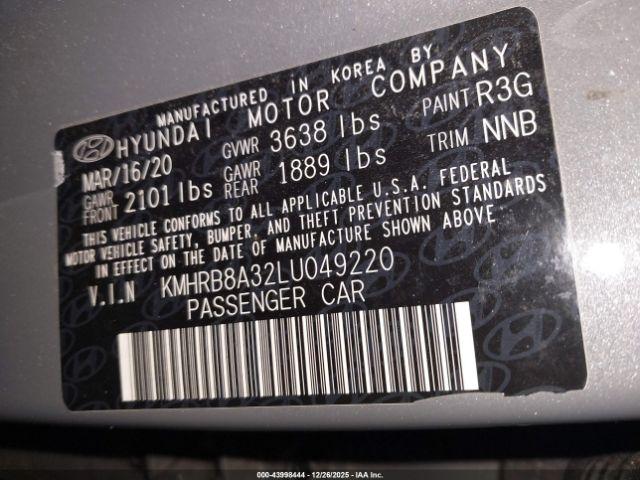 MANUFACTURED IN KOREA BY
HYUNDAI MOTOR COMPANY
MAR/16/20 GVWR 3638 lbs PAINT R3G
GAWR FRONT 2101 lbs GAWR REAR 1889 lbs TRIM NNB
THIS VEHICLE CONFORMS TO ALL APPLICABLE U.S.A. FEDERAL
MOTOR VEHICLE SAFETY, BUMPER, AND THEFT PREVENTION STANDARDS
IN EFFECT ON THE DATE OF MANUFACTURE SHOWN ABOVE
V.I.N KMHRB8A32LU049220
PASSENGER CAR
000-43998444 | 12/26/2025 | IAA Inc.